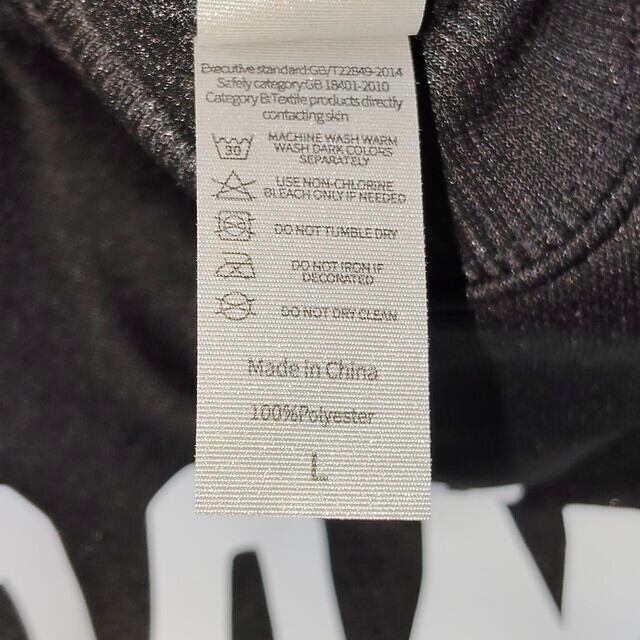 Executive standard:GB/T22849-2014
Safely category:GB 18401-2010
Category B:Textile products directly
contacting skin
30
MACHINE WASH WARM
WASH DARK COLORS
SEPARATELY
USE NON-CHLORINE
BLEACH ONLY IF NEEDED
DO NOT TUMBLE DRY
DO NOT IRON IF
DECORATED
DO NOT DRY CLEAN
Made in China
100%Polyester
L